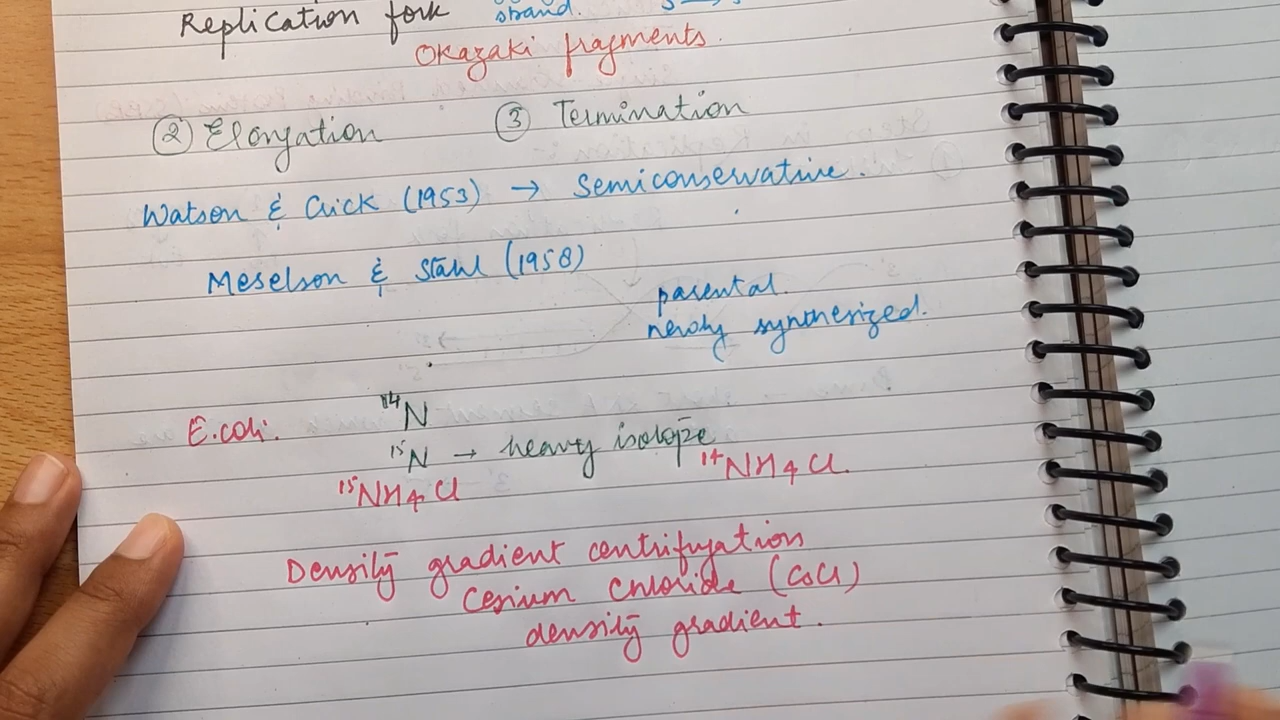 Replication fork strand.
Okazaki fragments.
② Elongation ③ Termination
Watson & Crick (1953) → Semiconservative.
Meselson & Stahl (1958)
parental.
newly synthesized.
¹⁴N
E.coli.
¹⁵N → heavy isotope
¹⁴NH4Cl.
¹⁵NH4Cl
Density gradient centrifugation
Cesium Chloride (CsCl)
density gradient.